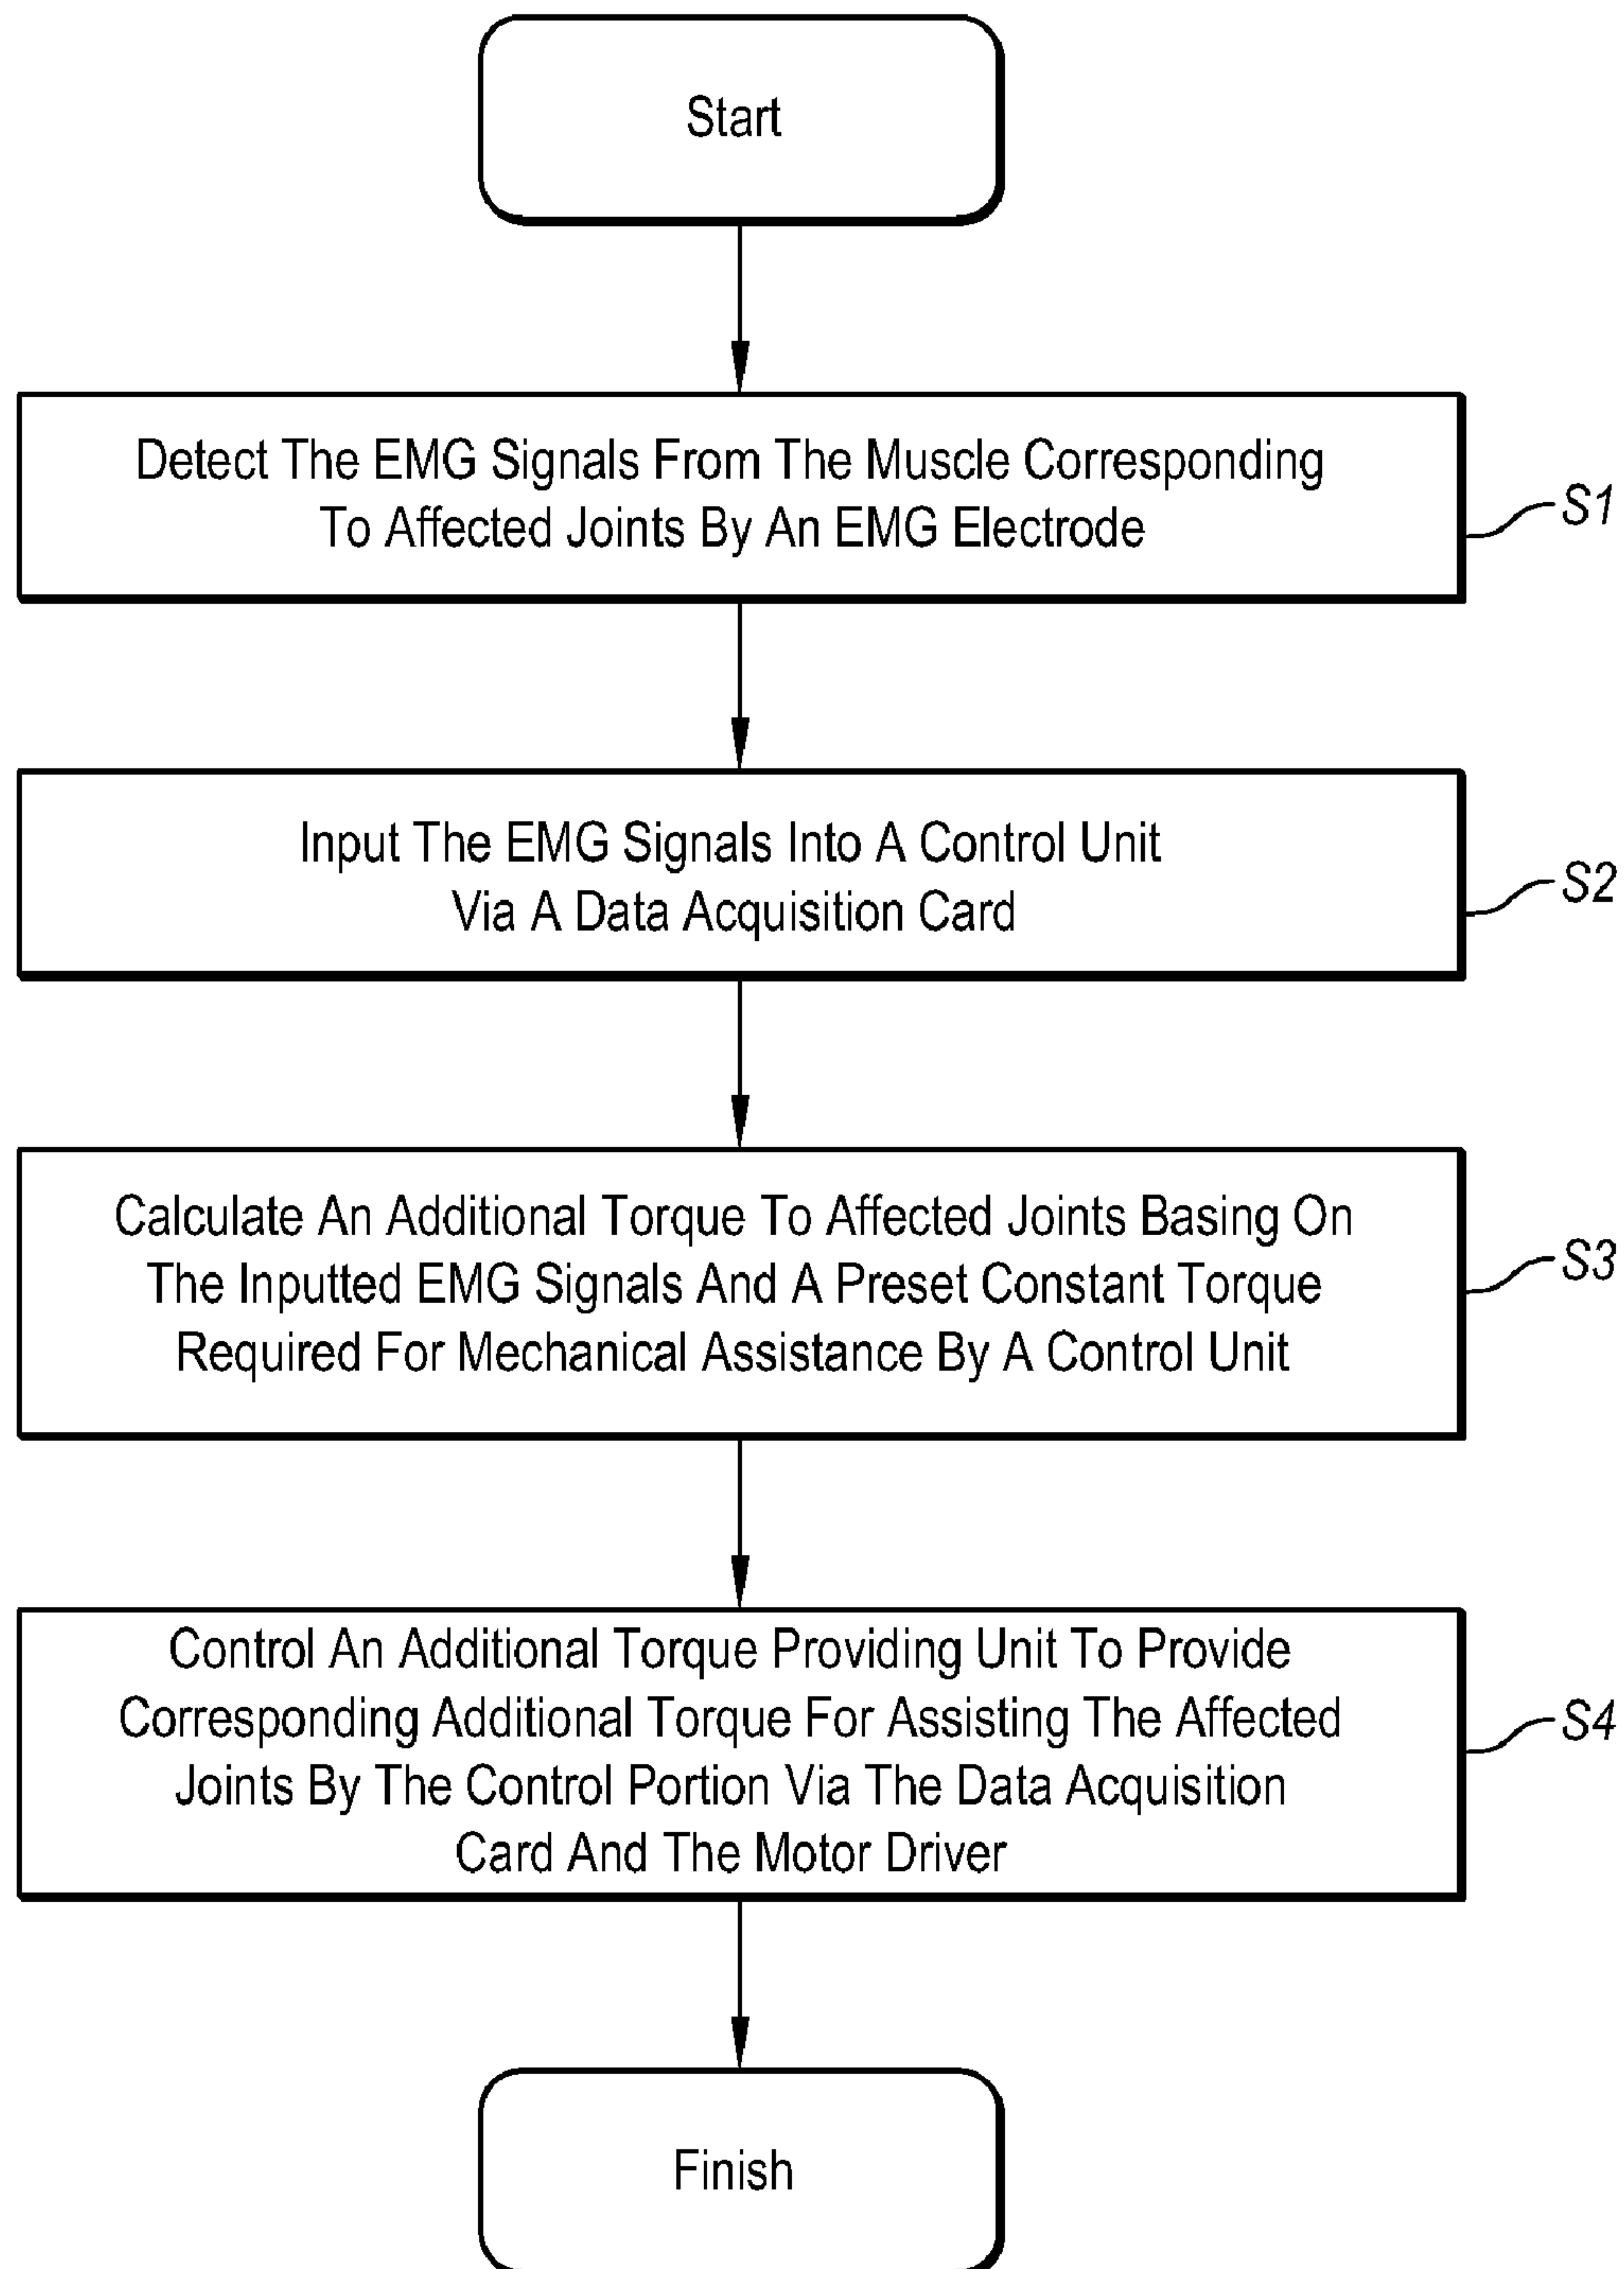 Start
Detect The EMG Signals From The Muscle Corresponding
To Affected Joints By An EMG Electrode
S1
Input The EMG Signals Into A Control Unit
Via A Data Acquisition Card
S2
Calculate An Additional Torque To Affected Joints Basing On
The Inputted EMG Signals And A Preset Constant Torque
Required For Mechanical Assistance By A Control Unit
S3
Control An Additional Torque Providing Unit To Provide
Corresponding Additional Torque For Assisting The Affected
Joints By The Control Portion Via The Data Acquisition
Card And The Motor Driver
S4
Finish